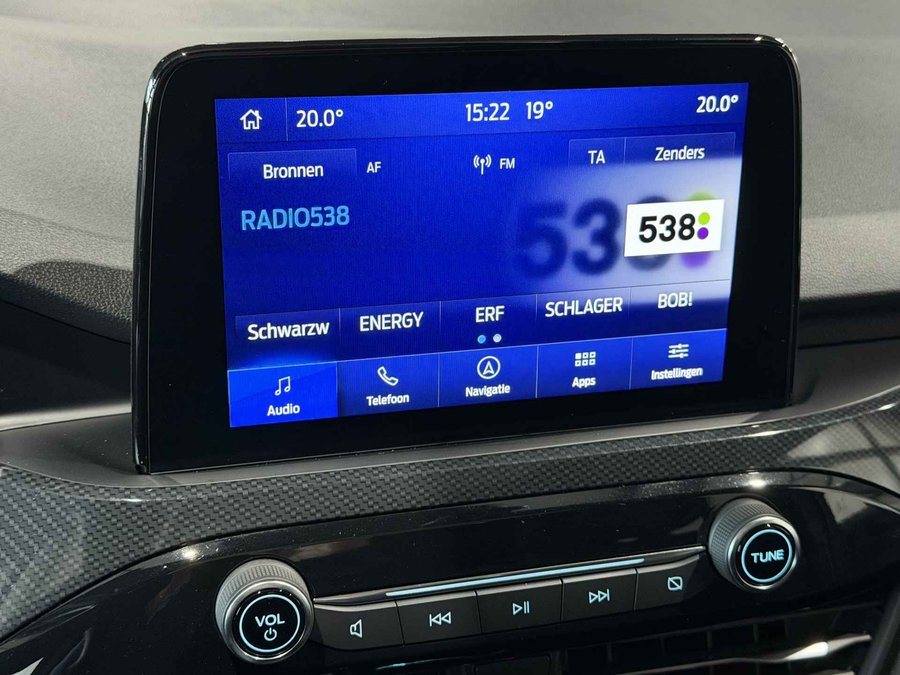 20.0° 15:22 19° 20.0°
Bronnen AF FM TA Zenders
RADIO538
538
538
Schwarzw ENERGY ERF SCHLAGER BOB!
Audio Telefoon Navigatie Apps Instellingen
VOL
TUNE